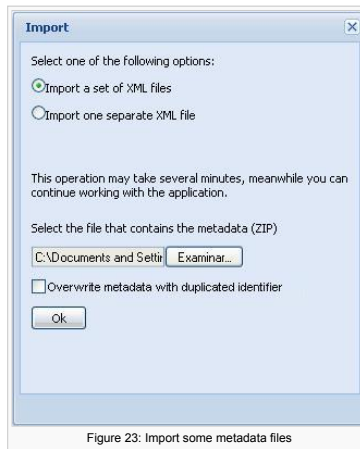 Import
Select one of the following options:
Import a set of XML files
Import one separate XML file
This operation may take several minutes, meanwhile you can
continue working with the application.
Select the file that contains the metadata (ZIP)
C:\Documents and Settir Examinar...
Overwrite metadata with duplicated identifier
Ok
Figure 23: Import some metadata files